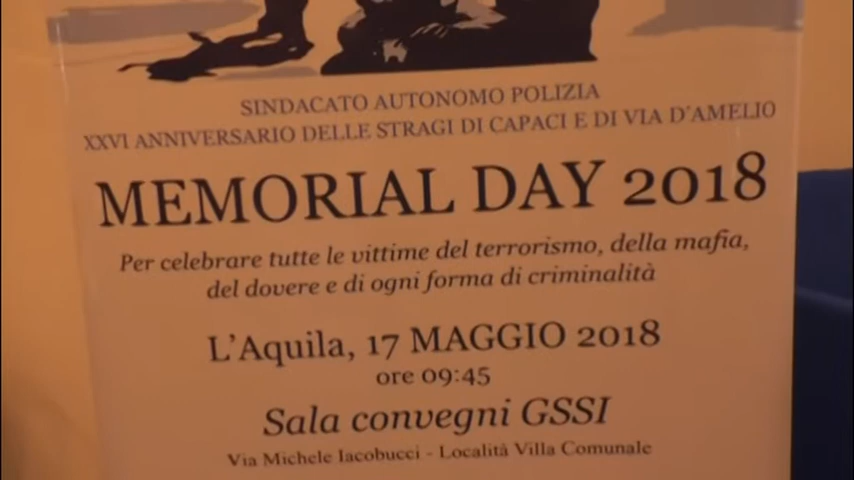 SINDACATO AUTONOMO POLIZIA
XXVI ANNIVERSARIO DELLE STRAGI DI CAPACI E DI VIA D'AMELIO
MEMORIAL DAY 2018
Per celebrare tutte le vittime del terrorismo, della mafia,
del dovere e di ogni forma di criminalità
L'Aquila, 17 MAGGIO 2018
ore 09:45
Sala convegni GSSI
Via Michele Iacobucci - Località Villa Comunale